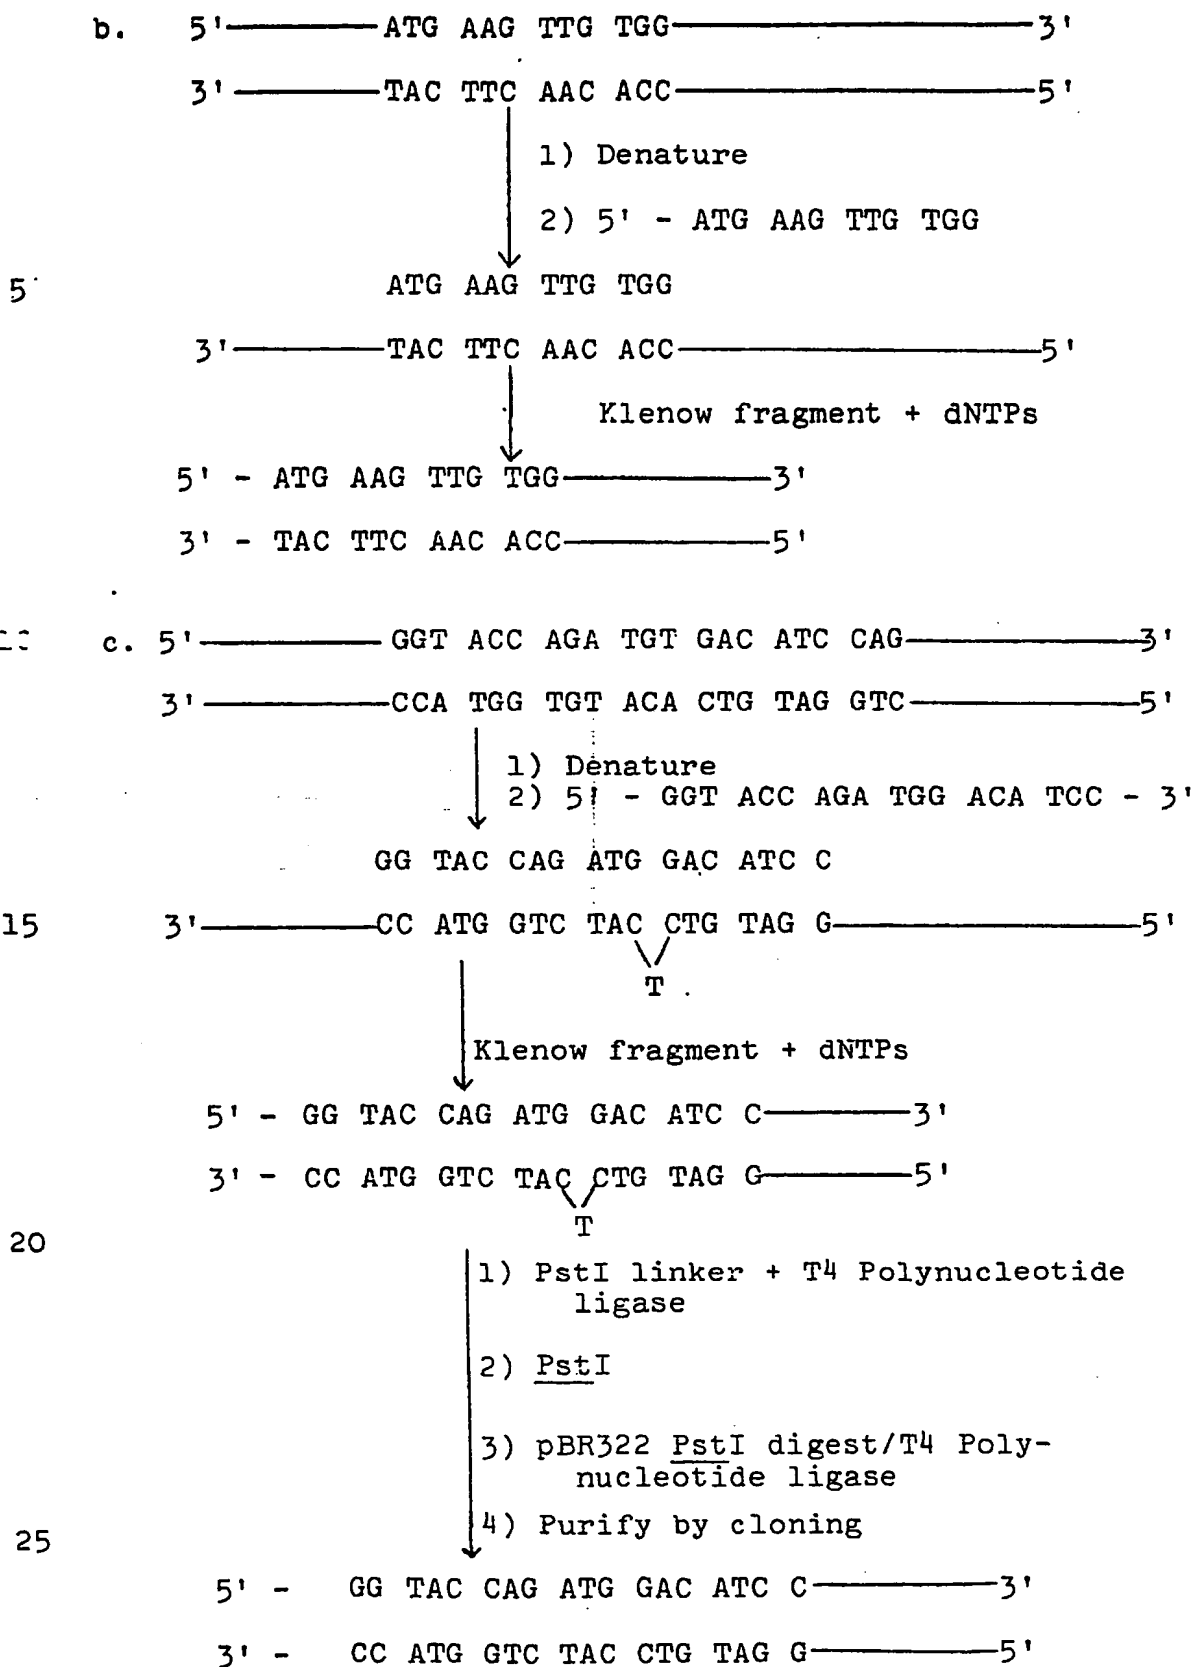 b. 5'————ATG AAG TTG TGG————3'
3'————TAC TTC AAC ACC————5'
1) Denature
2) 5' - ATG AAG TTG TGG
5 ATG AAG TTG TGG
3'————TAC TTC AAC ACC————5'
Klenow fragment + dNTPs
5' - ATG AAG TTG TGG————3'
3' - TAC TTC AAC ACC————5'
c. 5'————GGT ACC AGA TGT GAC ATC CAG————3'
3'————CCA TGG TGT ACA CTG TAG GTC————5'
1) Denature
2) 5' - GGT ACC AGA TGG ACA TCC - 3'
GG TAC CAG ATG GAC ATC C
15 3'————CC ATG GTC TAC CTG TAG G————5'
T
Klenow fragment + dNTPs
5' - GG TAC CAG ATG GAC ATC C————3'
3' - CC ATG GTC TAC CTG TAG G————5'
T
20
1) PstI linker + T4 Polynucleotide
ligase
2) PstI
3) pBR322 PstI digest/T4 Poly-
nucleotide ligase
25 4) Purify by cloning
5' - GG TAC CAG ATG GAC ATC C————3'
3' - CC ATG GTC TAC CTG TAG G————5'